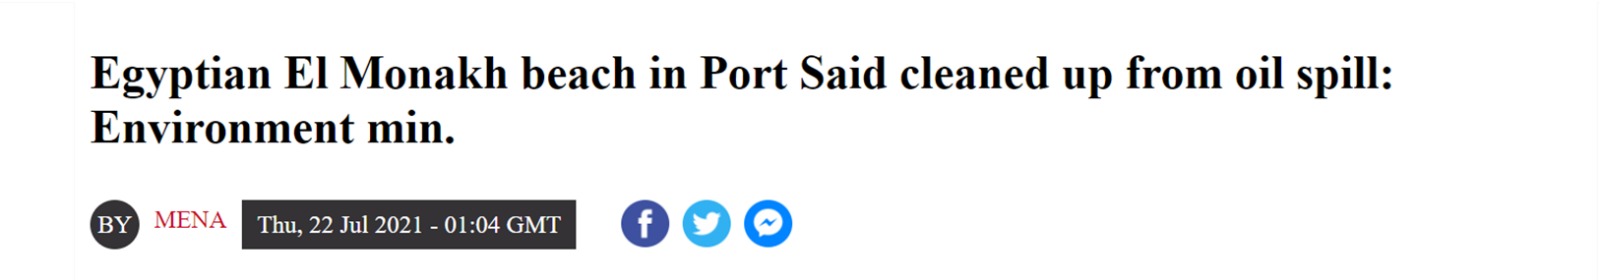 Egyptian El Monakh beach in Port Said cleaned up from oil spill:
Environment min.
BY MENA Thu, 22 Jul 2021 - 01:04 GMT